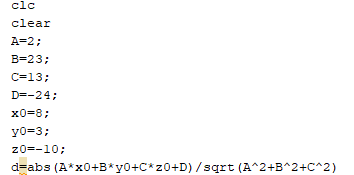 clc
clear
A=2;
B=23;
C=13;
D=-24;
x0=8;
y0=3;
z0=-10;
d=abs(A*x0+B*y0+C*z0+D)/sqrt(A^2+B^2+C^2)